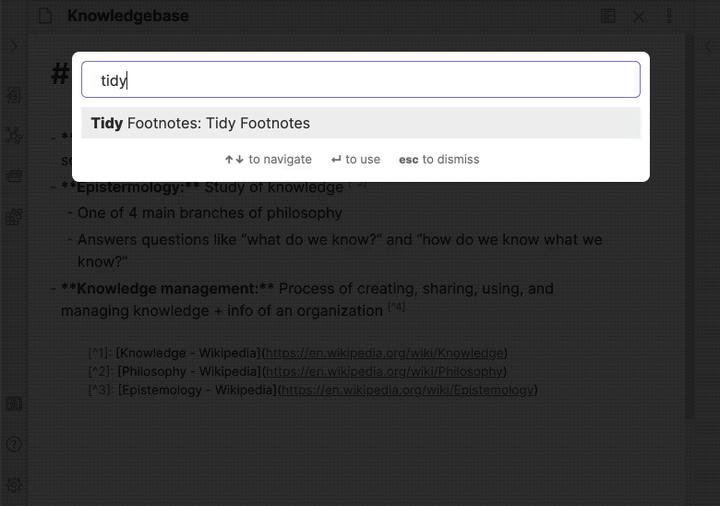 Knowledgebase
#
tidy
Tidy Footnotes: Tidy Footnotes
↑↓ to navigate ↵ to use esc to dismiss
- **Epistermology:** Study of knowledge
- One of 4 main branches of philosophy
- Answers questions like “what do we know?” and “how do we know what we
know?”
- **Knowledge management:** Process of creating, sharing, using, and
managing knowledge + info of an organization [^4]
[^1]: [Knowledge - Wikipedia](https://en.wikipedia.org/wiki/Knowledge)
[^2]: [Philosophy - Wikipedia](https://en.wikipedia.org/wiki/Philosophy)
[^3]: [Epistemology - Wikipedia](https://en.wikipedia.org/wiki/Epistemology)